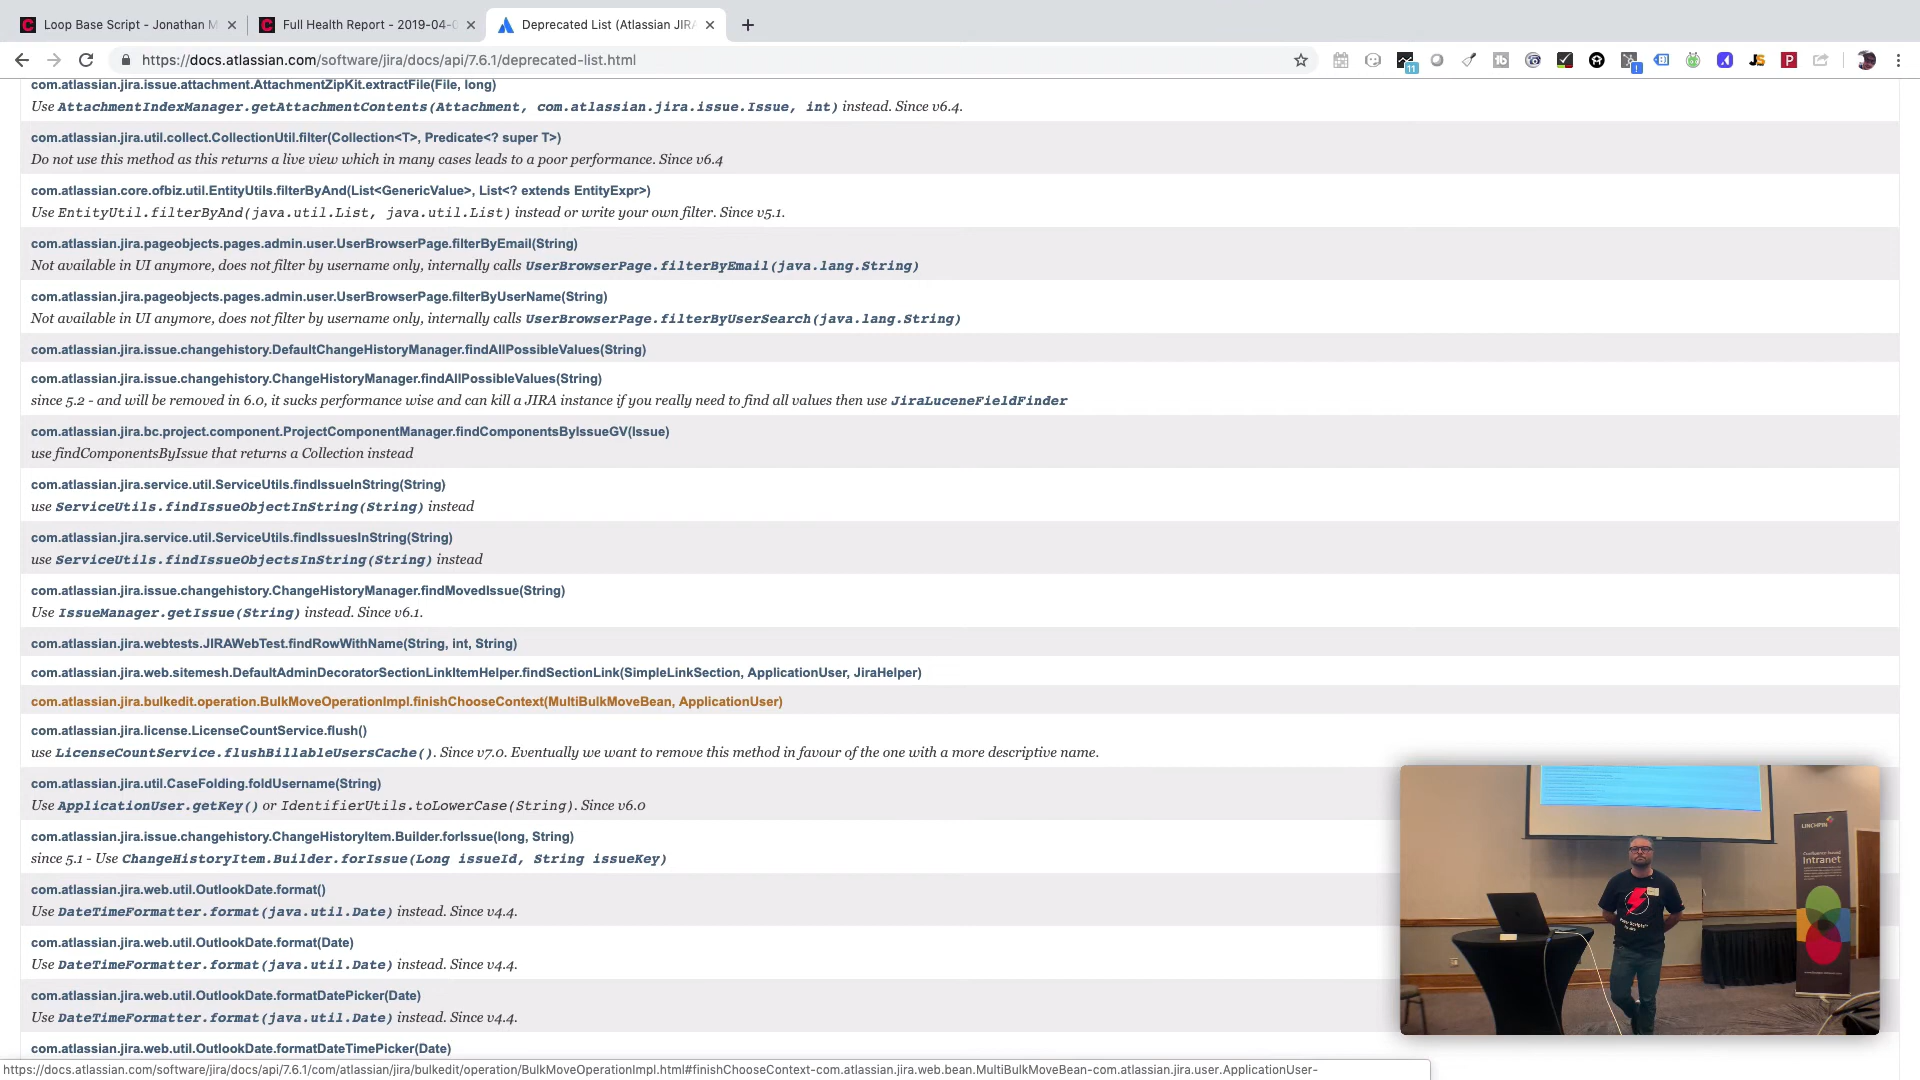 Loop Base Script - Jonathan M
Full Health Report - 2019-04-0
Deprecated List (Atlassian JIRA
https://docs.atlassian.com/software/jira/docs/api/7.6.1/deprecated-list.html
11
com.atlassian.jira.issue.attachment.AttachmentZipKit.extractFile(File, long)
Use AttachmentIndexManager.getAttachmentContents(Attachment, com.atlassian.jira.issue.Issue, int) instead. Since v6.4.
com.atlassian.jira.util.collect.CollectionUtil.filter(Collection<T>, Predicate<? super T>)
Do not use this method as this returns a live view which in many cases leads to a poor performance. Since v6.4
com.atlassian.core.ofbiz.util.EntityUtils.filterByAnd(List<GenericValue>, List<? extends EntityExpr>)
Use EntityUtil.filterByAnd(java.util.List, java.util.List) instead or write your own filter. Since v5.1.
com.atlassian.jira.pageobjects.pages.admin.user.UserBrowserPage.filterByEmail(String)
Not available in UI anymore, does not filter by username only, internally calls UserBrowserPage.filterByEmail(java.lang.String)
com.atlassian.jira.pageobjects.pages.admin.user.UserBrowserPage.filterByUserName(String)
Not available in UI anymore, does not filter by username only, internally calls UserBrowserPage.filterByUserSearch(java.lang.String)
com.atlassian.jira.issue.changehistory.DefaultChangeHistoryManager.findAllPossibleValues(String)
com.atlassian.jira.issue.changehistory.ChangeHistoryManager.findAllPossibleValues(String)
since 5.2 - and will be removed in 6.0, it sucks performance wise and can kill a JIRA instance if you really need to find all values then use JiraLuceneFieldFinder
com.atlassian.jira.bc.project.component.ProjectComponentManager.findComponentsByIssueGV(Issue)
use findComponentsByIssue that returns a Collection instead
com.atlassian.jira.service.util.ServiceUtils.findIssueInString(String)
use ServiceUtils.findIssueObjectInString(String) instead
com.atlassian.jira.service.util.ServiceUtils.findIssuesInString(String)
use ServiceUtils.findIssueObjectsInString(String) instead
com.atlassian.jira.issue.changehistory.ChangeHistoryManager.findMovedIssue(String)
Use IssueManager.getIssue(String) instead. Since v6.1.
com.atlassian.jira.webtests.JIRAWebTest.findRowWithName(String, int, String)
com.atlassian.jira.web.sitemesh.DefaultAdminDecoratorSectionLinkItemHelper.findSectionLink(SimpleLinkSection, ApplicationUser, JiraHelper)
com.atlassian.jira.bulkedit.operation.BulkMoveOperationImpl.finishChooseContext(MultiBulkMoveBean, ApplicationUser)
com.atlassian.jira.license.LicenseCountService.flush()
use LicenseCountService.flushBillableUsersCache(). Since v7.0. Eventually we want to remove this method in favour of the one with a more descriptive name.
com.atlassian.jira.util.CaseFolding.foldUsername(String)
Use ApplicationUser.getKey() or IdentifierUtils.toLowerCase(String). Since v6.0
com.atlassian.jira.issue.changehistory.ChangeHistoryItem.Builder.forIssue(long, String)
since 5.1 - Use ChangeHistoryItem.Builder.forIssue(Long issueId, String issueKey)
com.atlassian.jira.web.util.OutlookDate.format()
Use DateTimeFormatter.format(java.util.Date) instead. Since v4.4.
com.atlassian.jira.web.util.OutlookDate.format(Date)
Use DateTimeFormatter.format(java.util.Date) instead. Since v4.4.
com.atlassian.jira.web.util.OutlookDate.formatDatePicker(Date)
Use DateTimeFormatter.format(java.util.Date) instead. Since v4.4.
com.atlassian.jira.web.util.OutlookDate.formatDateTimePicker(Date)
https://docs.atlassian.com/software/jira/docs/api/7.6.1/com/atlassian/jira/bulkedit/operation/BulkMoveOperationImpl.html#finishChooseContext-com.atlassian.jira.web.bean.MultiBulkMoveBean-com.atlassian.jira.user.ApplicationUser-
LINCHPIN
Intranet